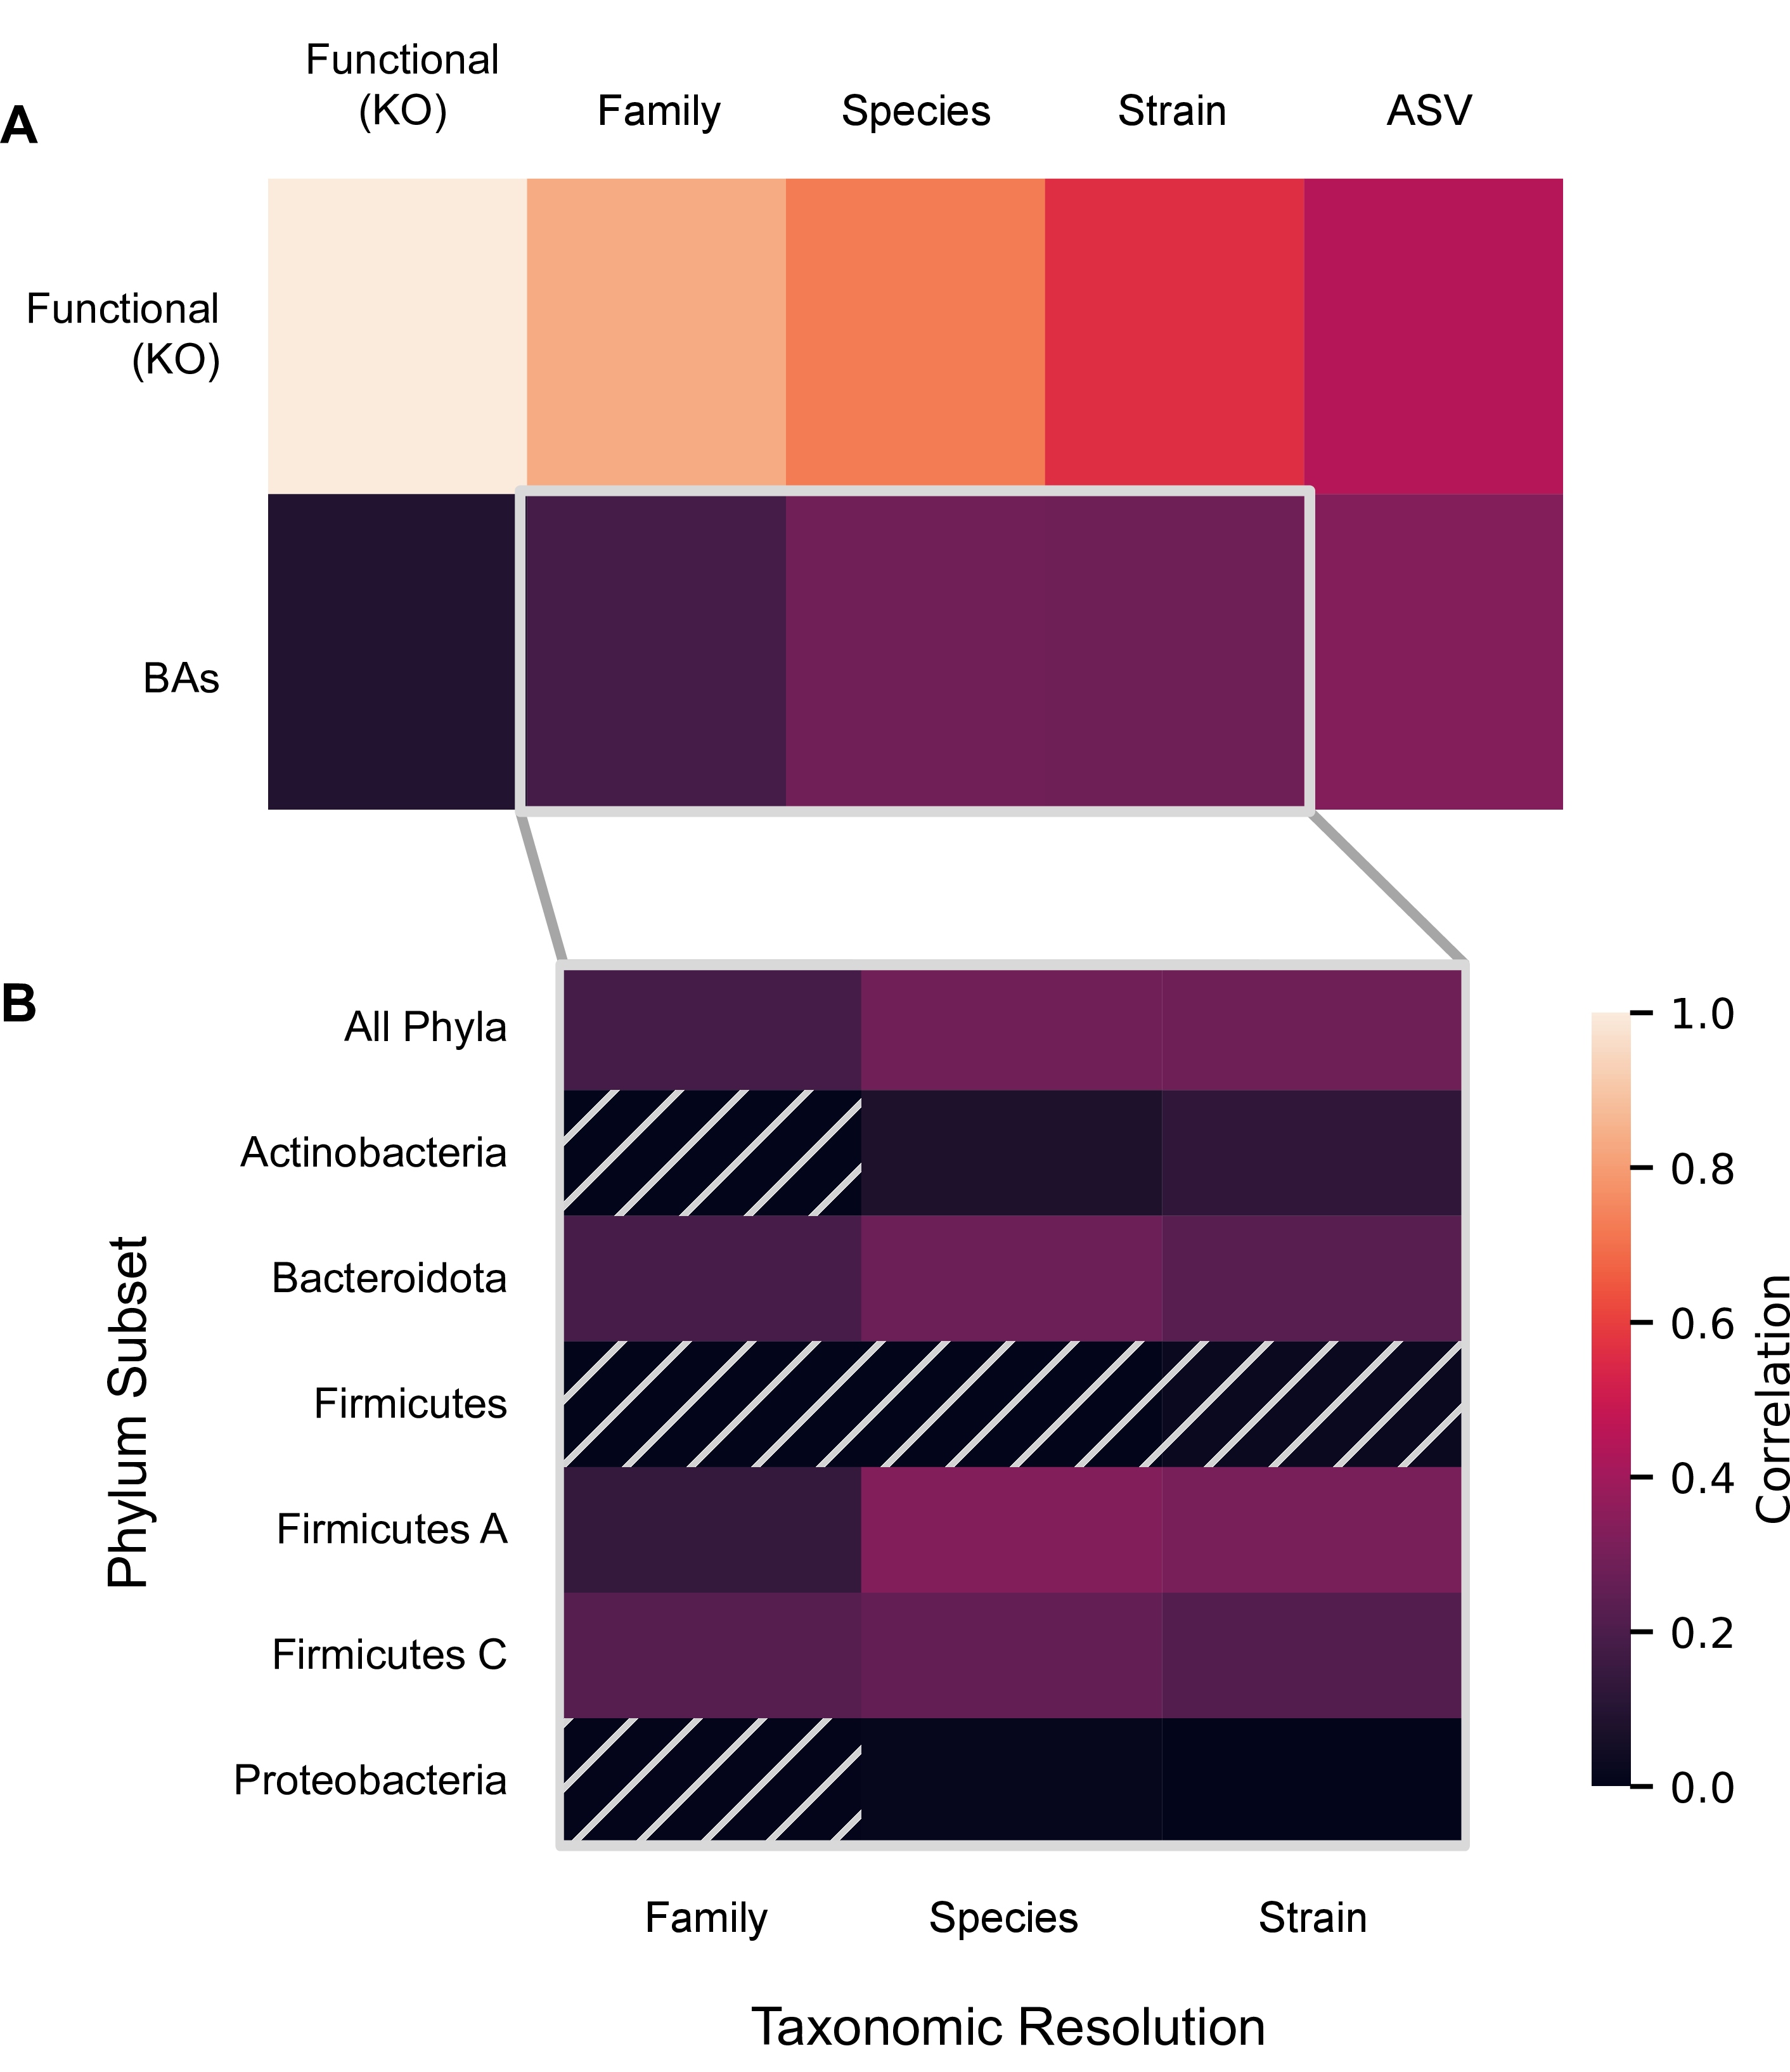 A
Functional
(KO)
Family
Species
Strain
ASV
Functional
(KO)
BAs
B
Phylum Subset
All Phyla
Actinobacteria
Bacteroidota
Firmicutes
Firmicutes A
Firmicutes C
Proteobacteria
Family
Species
Strain
Taxonomic Resolution
1.0
0.8
0.6
0.4
0.2
0.0
Correlation